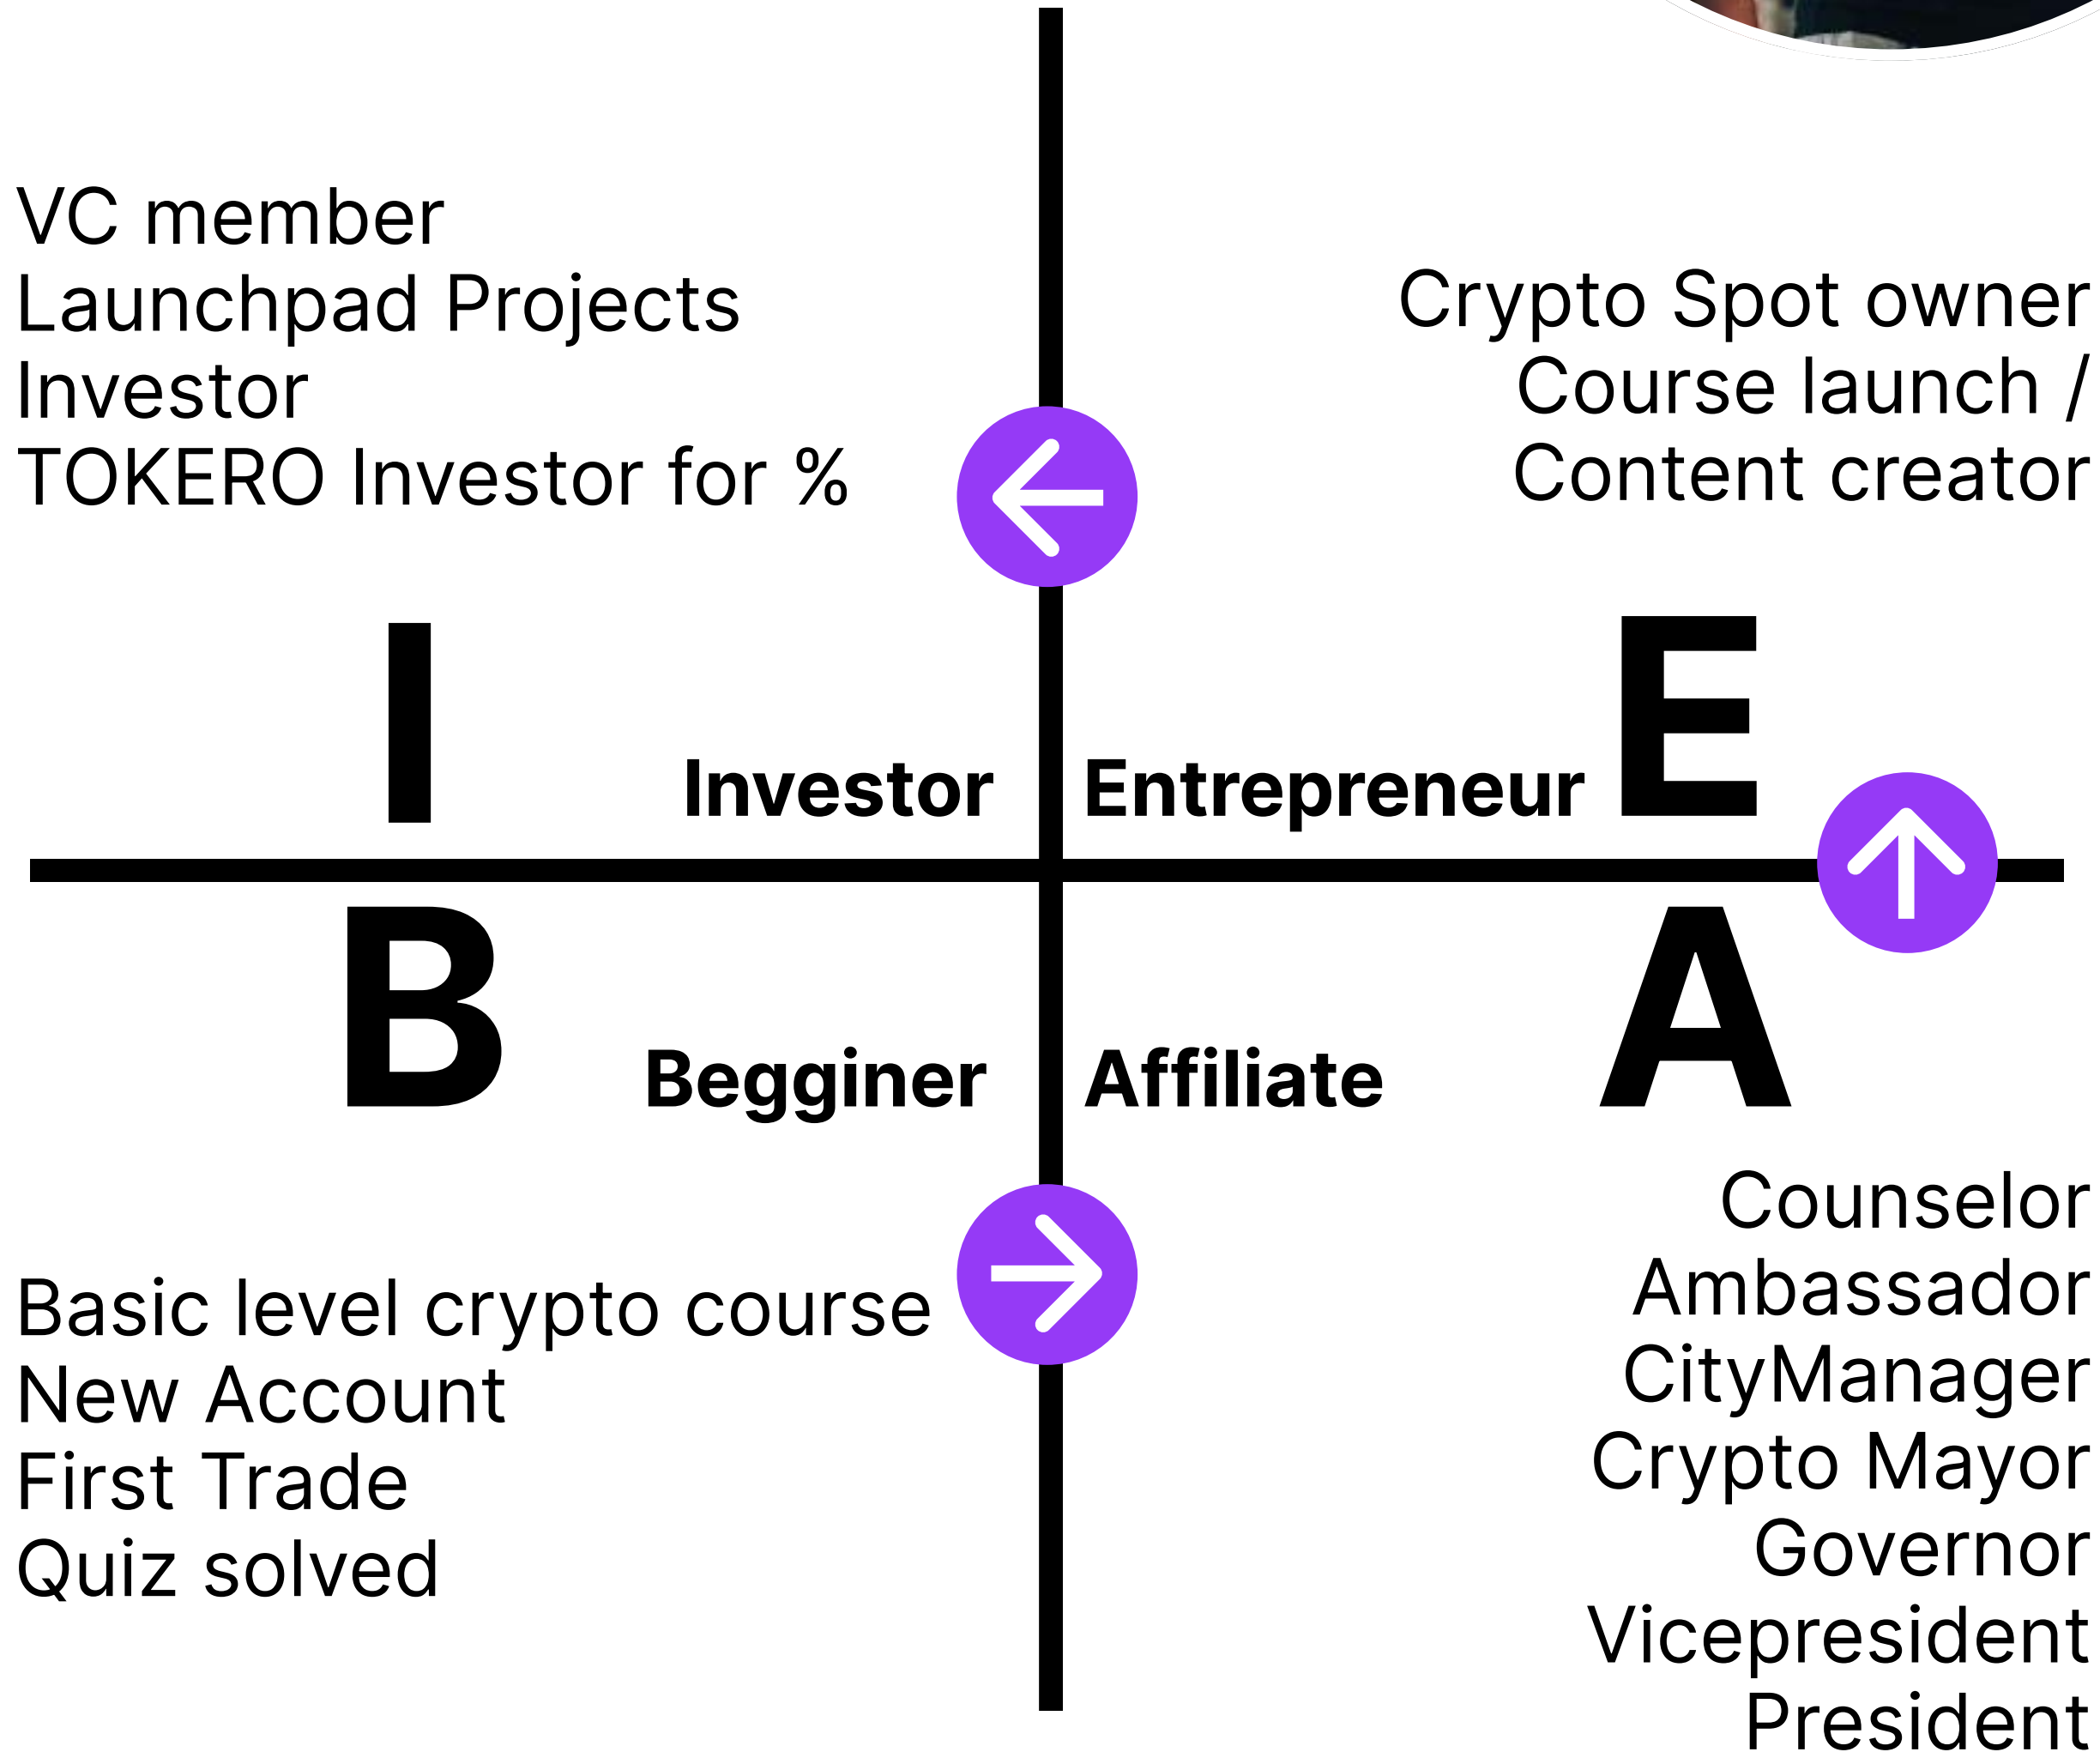 VC member
Launchpad Projects
Investor
TOKERO Investor for %
Crypto Spot owner
Course launch /
Content creator
I
Investor
Entrepreneur
E
B
Begginer
Affiliate
A
Basic level crypto course
New Account
First Trade
Quiz solved
Counselor
Ambassador
CityManager
Crypto Mayor
Governor
Vicepresident
President